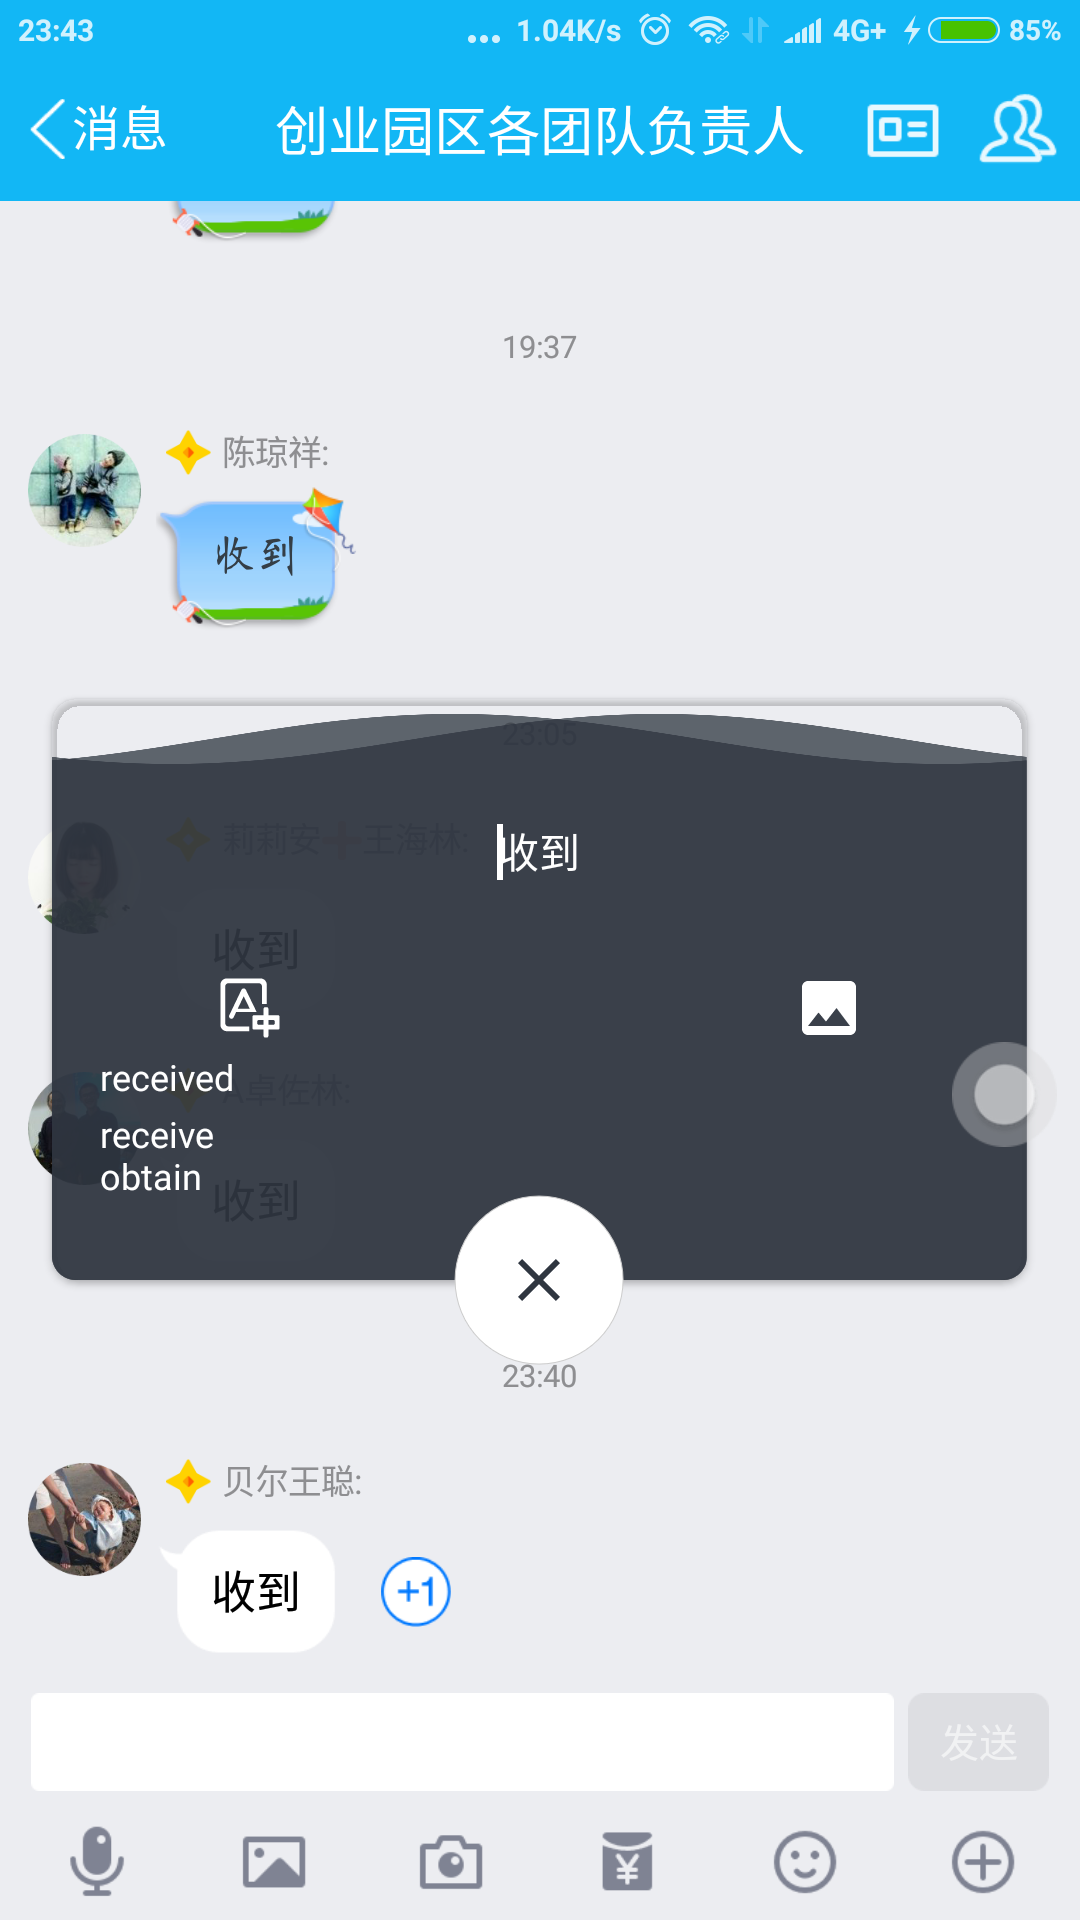 23:43 ... 1.04K/s 4G+ 85%
消息 创业园区各团队负责人
19:37
陈琼祥:
收到
23:05
莉莉安 王海林:
收到
收到
A
received
A卓佐林:
receive
obtain
收到
23:40
贝尔王聪:
收到 +1
发送
¥